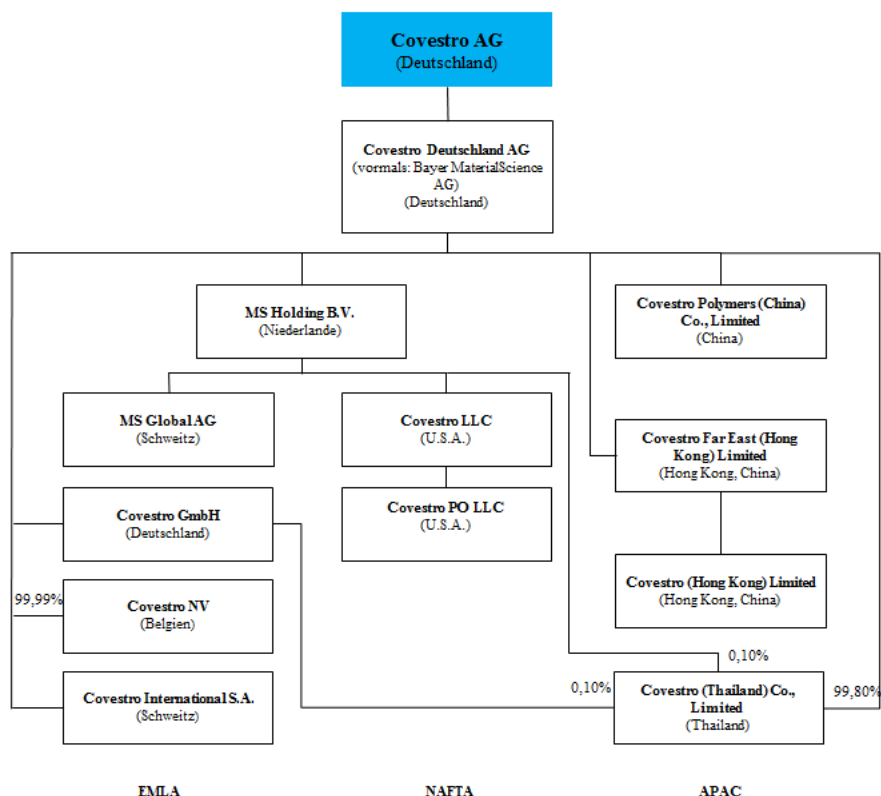 Covestro AG
(Deutschland)
Covestro Deutschland AG
(vormals: Bayer MaterialScience
AG)
(Deutschland)
MS Holding B.V.
(Niederlande)
Covestro Polymers (China)
Co., Limited
(China)
MS Global AG
(Schweitz)
Covestro LLC
(U.S.A.)
Covestro Far East (Hong
Kong) Limited
(Hong Kong, China)
Covestro GmbH
(Deutschland)
Covestro PO LLC
(U.S.A.)
Covestro (Hong Kong) Limited
(Hong Kong, China)
99,99%
Covestro NV
(Belgien)
0,10%
Covestro International S.A.
(Schweitz)
0,10%
Covestro (Thailand) Co.,
Limited
(Thailand)
99,80%
EMLA
NAFTA
APAC